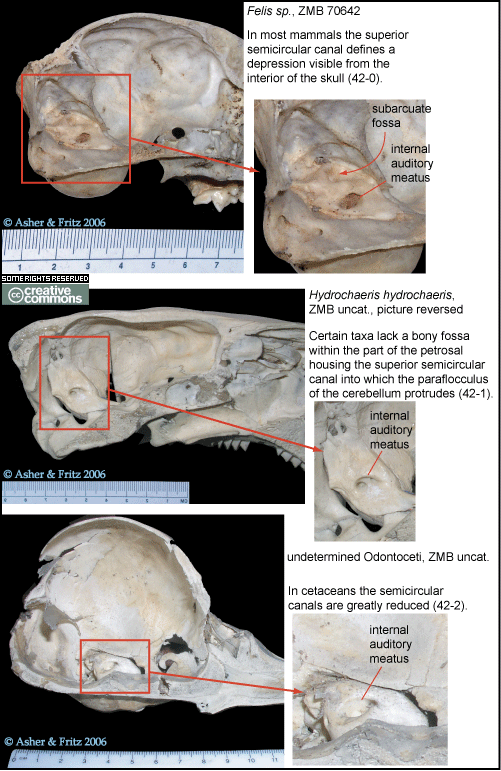 Felis sp., ZMB 70642
In most mammals the superior
semicircular canal defines a
depression visible from the
interior of the skull (42-0).
subarcuate
fossa
internal
auditory
meatus
© Asher & Fritz 2006
1 2 3 4 5 6 7
SOME RIGHTS RESERVED
cc creative
commons
Hydrochaeris hydrochaeris,
ZMB uncat., picture reversed
Certain taxa lack a bony fossa
within the part of the petrosal
housing the superior semicircular
canal into which the paraflocculus
of the cerebellum protrudes (42-1).
internal
auditory
meatus
© Asher & Fritz 2006
undetermined Odontoceti, ZMB uncat.
In cetaceans the semicircular
canals are greatly reduced (42-2).
internal
auditory
meatus
© Asher & Fritz 2006
0 1 2 3 4 5 6 7 8 9 10 11